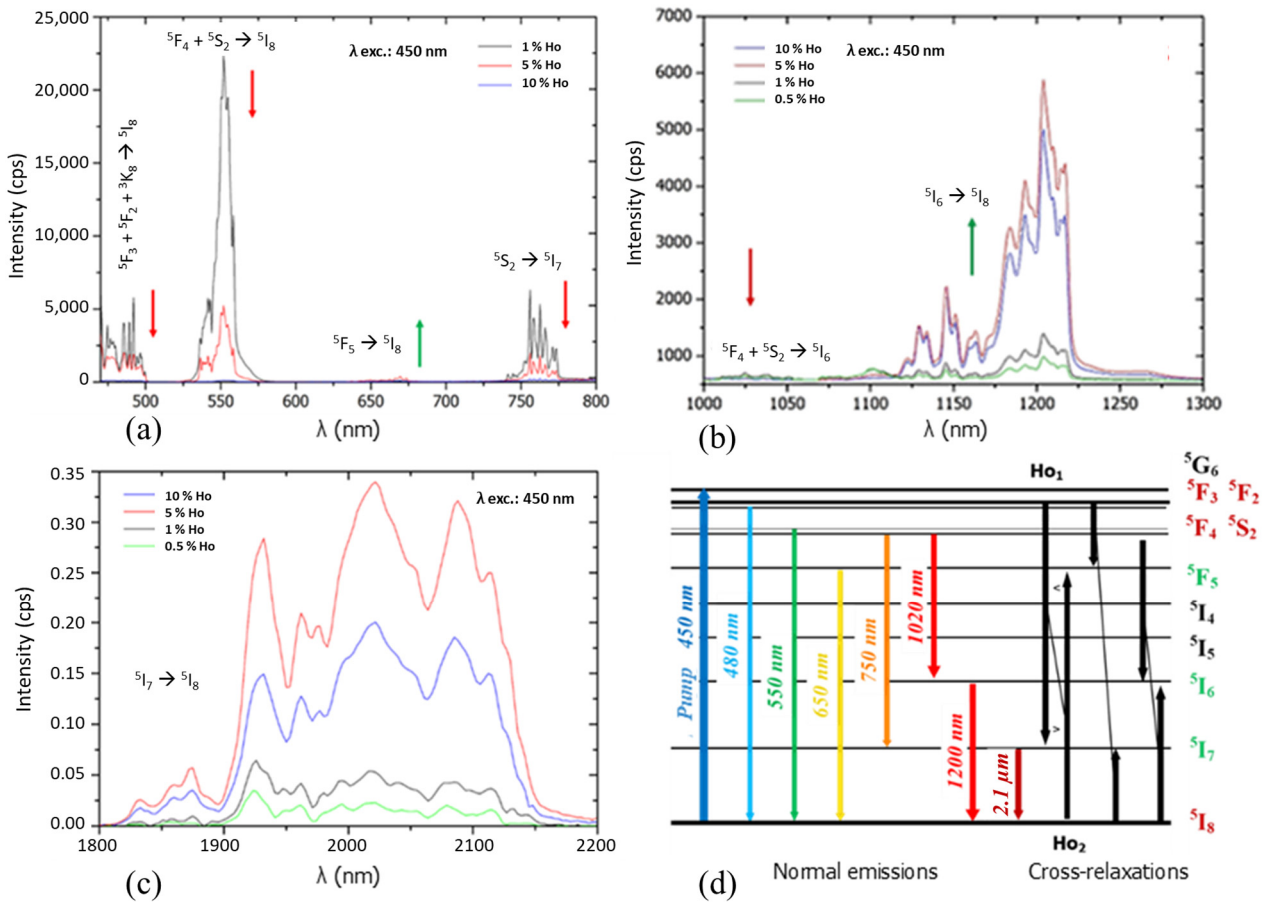 25,000
20,000
15,000
10,000
5,000
0
Intensity (cps)
⁵F₄ + ⁵S₂ → ⁵I₈
λ exc.: 450 nm
1 % Ho
5 % Ho
10 % Ho
⁵F₃ + ⁵F₂ + ³K₈ → ⁵I₈
⁵F₅ → ⁵I₈
⁵S₂ → ⁵I₇
500 550 600 650 700 750 800
λ (nm)
(a)
7000
6000
5000
4000
3000
2000
1000
400
Intensity (cps)
10 % Ho
5 % Ho
1 % Ho
0.5 % Ho
λ exc.: 450 nm
⁵I₆ → ⁵I₈
⁵F₄ + ⁵S₂ → ⁵I₆
1000 1050 1100 1150 1200 1250 1300
λ (nm)
(b)
0.35
0.30
0.25
0.20
0.15
0.10
0.05
0.00
Intensity (cps)
10 % Ho
5 % Ho
1 % Ho
0.5 % Ho
λ exc.: 450 nm
⁵I₇ → ⁵I₈
1800 1900 2000 2100 2200
λ (nm)
(c)
Ho₁
⁵G₆
⁵F₃ ⁵F₂
⁵F₄ ⁵S₂
⁵F₅
⁵I₄
⁵I₅
⁵I₆
⁵I₇
⁵I₈
Pump 450 nm
480 nm
550 nm
650 nm
750 nm
1020 nm
1200 nm
2.1 µm
Ho₂
Normal emissions
Cross-relaxations
(d)